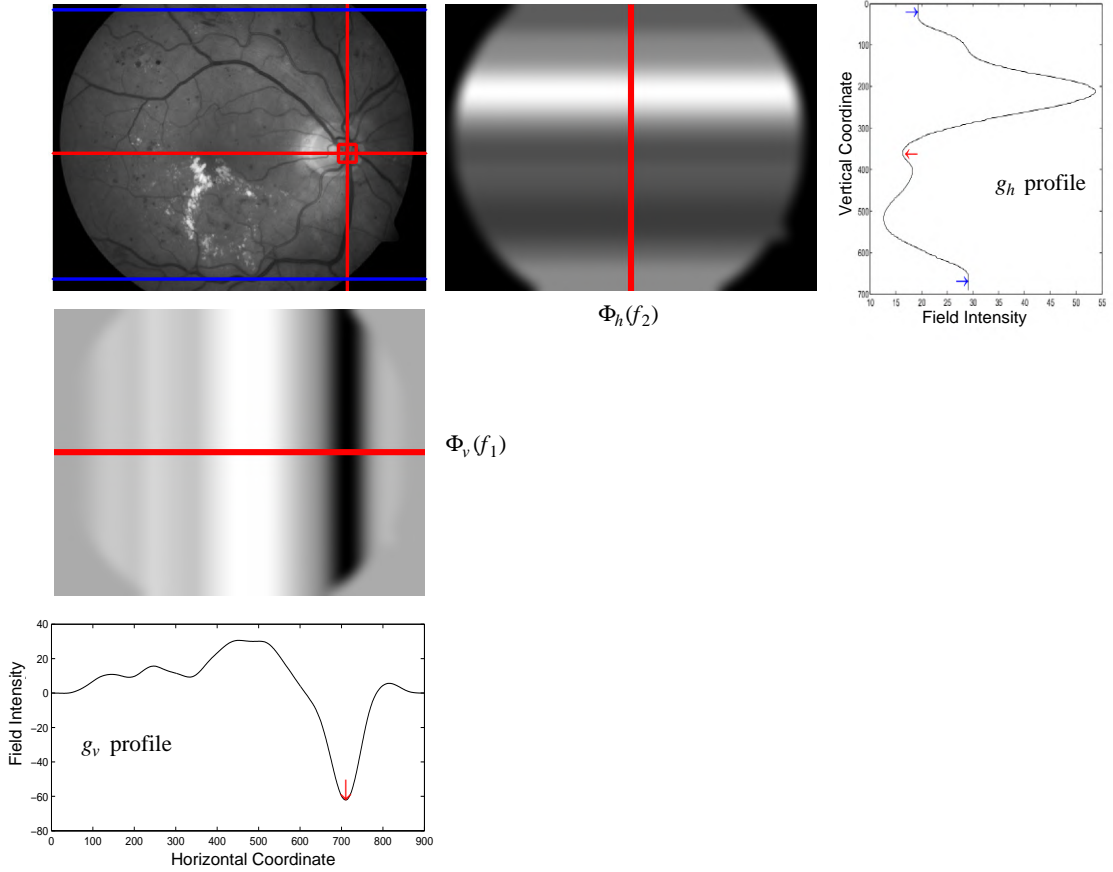 0
100
200
300
400
500
600
700
Vertical Coordinate
g_h profile
10 15 20 25 30 35 40 45 50 55
Field Intensity
Φ_h(f_2)
Φ_v(f_1)
40
20
0
−20
−40
−60
−80
Field Intensity
g_v profile
0 100 200 300 400 500 600 700 800 900
Horizontal Coordinate